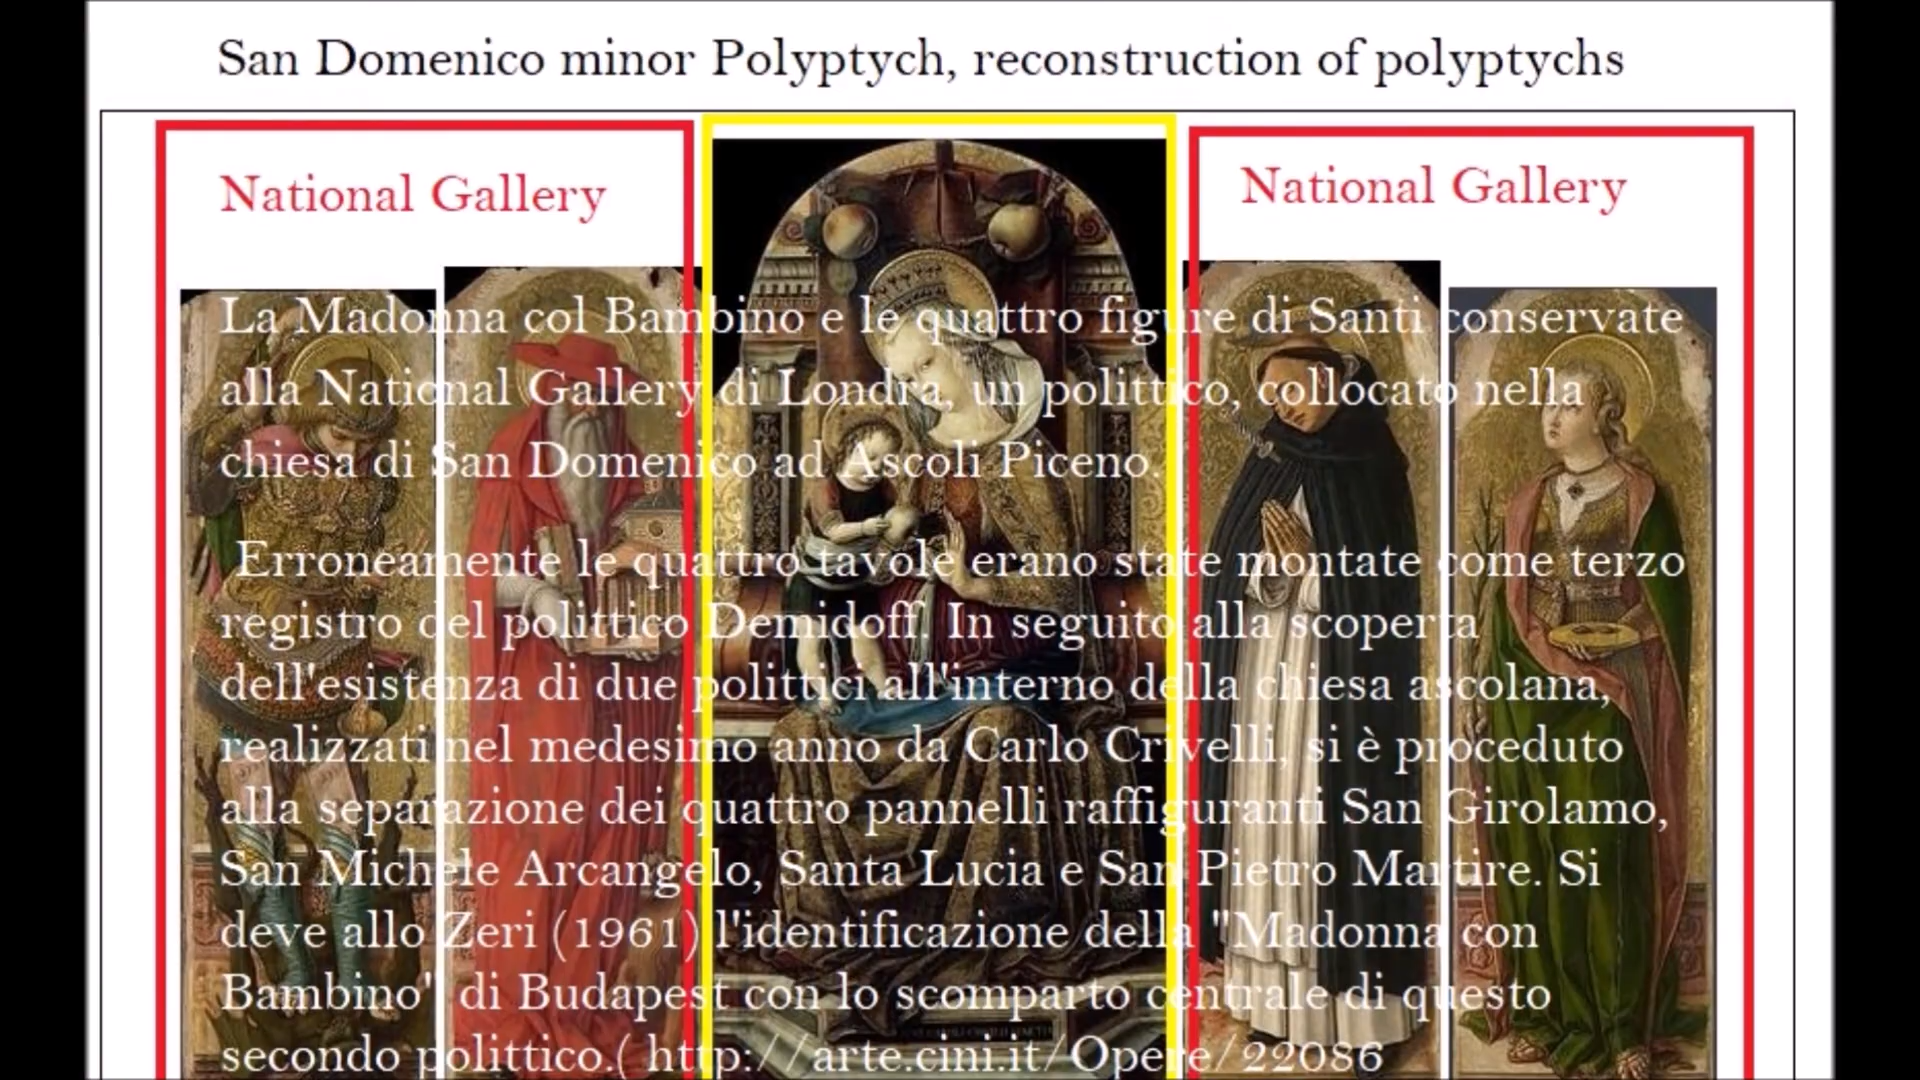 San Domenico minor Polyptych, reconstruction of polyptychs
National Gallery
National Gallery
La Madonna col Bambino e le quattro figure di Santi conservate
alla National Gallery di Londra, un polittico, collocato nella
chiesa di San Domenico ad Ascoli Piceno.
Erroneamente le quattro tavole erano state montate come terzo
registro del polittico Demidoff. In seguito alla scoperta
dell'esistenza di due polittici all'interno della chiesa ascolana,
realizzati nel medesimo anno da Carlo Crivelli, si è proceduto
alla separazione dei quattro pannelli raffiguranti San Girolamo,
San Michele Arcangelo, Santa Lucia e San Pietro Martire. Si
deve allo Zeri (1961) l'identificazione della "Madonna con
Bambino" di Budapest con lo scomparto centrale di questo
secondo polittico.( http://arte.cini.it/Opere/22086